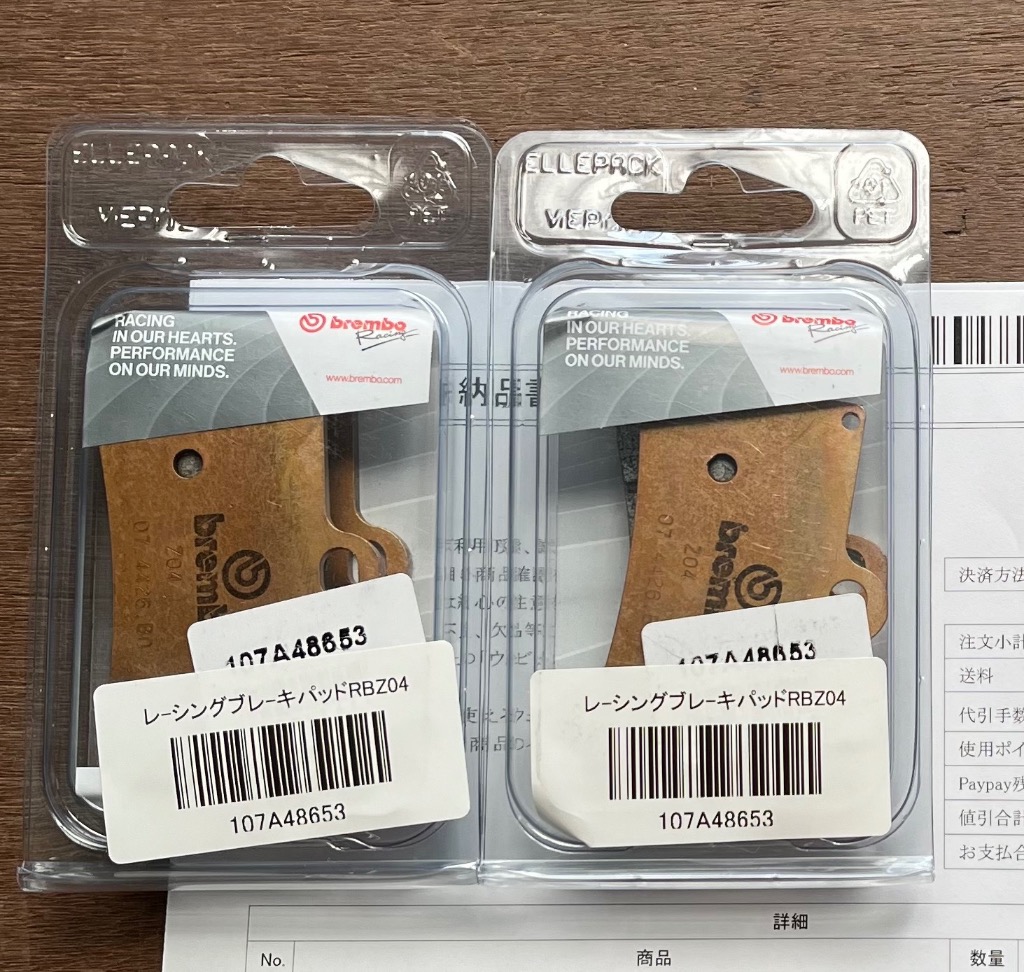 ELLEPACK
RACING
IN OUR HEARTS.
PERFORMANCE
ON OUR MINDS.
brembo
Racing
www.brembo.com
Z04
brem
107A48653
レーシングブレーキパッドRBZ04
107A48653
ELLEPACK
PET
RACING
IN OUR HEARTS.
PERFORMANCE
ON OUR MINDS.
brembo
Racing
www.brembo.com
Z04
brem
107A48653
レーシングブレーキパッドRBZ04
107A48653
納品書
決済方法
注文小計
送料
代引手数
使用ポイ
Paypay残
値引合計
お支払合
詳細
No.
商品
数量